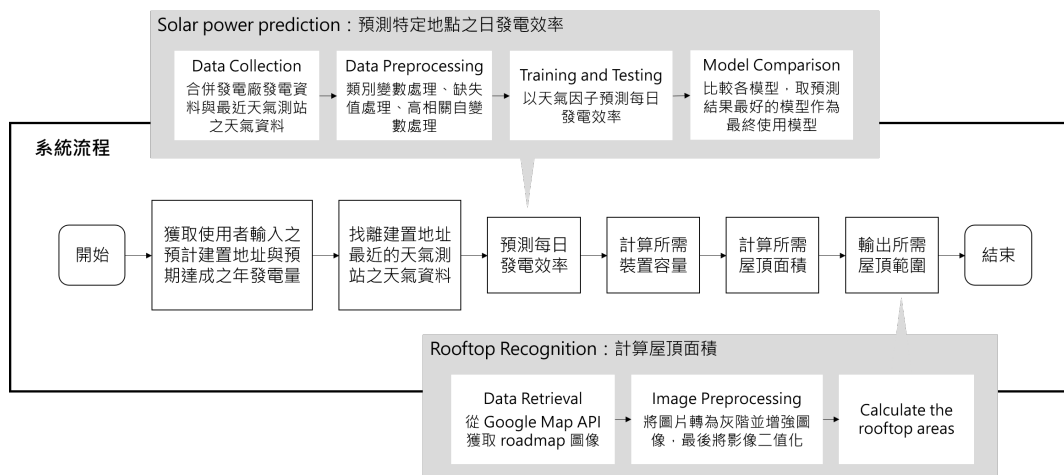 Solar power prediction：預測特定地點之日發電效率
Data Collection
合併發電廠發電資
料與最近天氣測站
之天氣資料
Data Preprocessing
類別變數處理、缺失
值處理、高相關自變
數處理
Training and Testing
以天氣因子預測每日
發電效率
Model Comparison
比較各模型，取預測
結果最好的模型作為
最終使用模型
系統流程
開始
獲取使用者輸入之
預計建置地址與預
期達成之年發電量
找離建置地址
最近的天氣測
站之天氣資料
預測每日
發電效率
計算所需
裝置容量
計算所需
屋頂面積
輸出所需
屋頂範圍
結束
Rooftop Recognition：計算屋頂面積
Data Retrieval
從 Google Map API
獲取 roadmap 圖像
Image Preprocessing
將圖片轉為灰階並增強圖
像，最後將影像二值化
Calculate the
rooftop areas